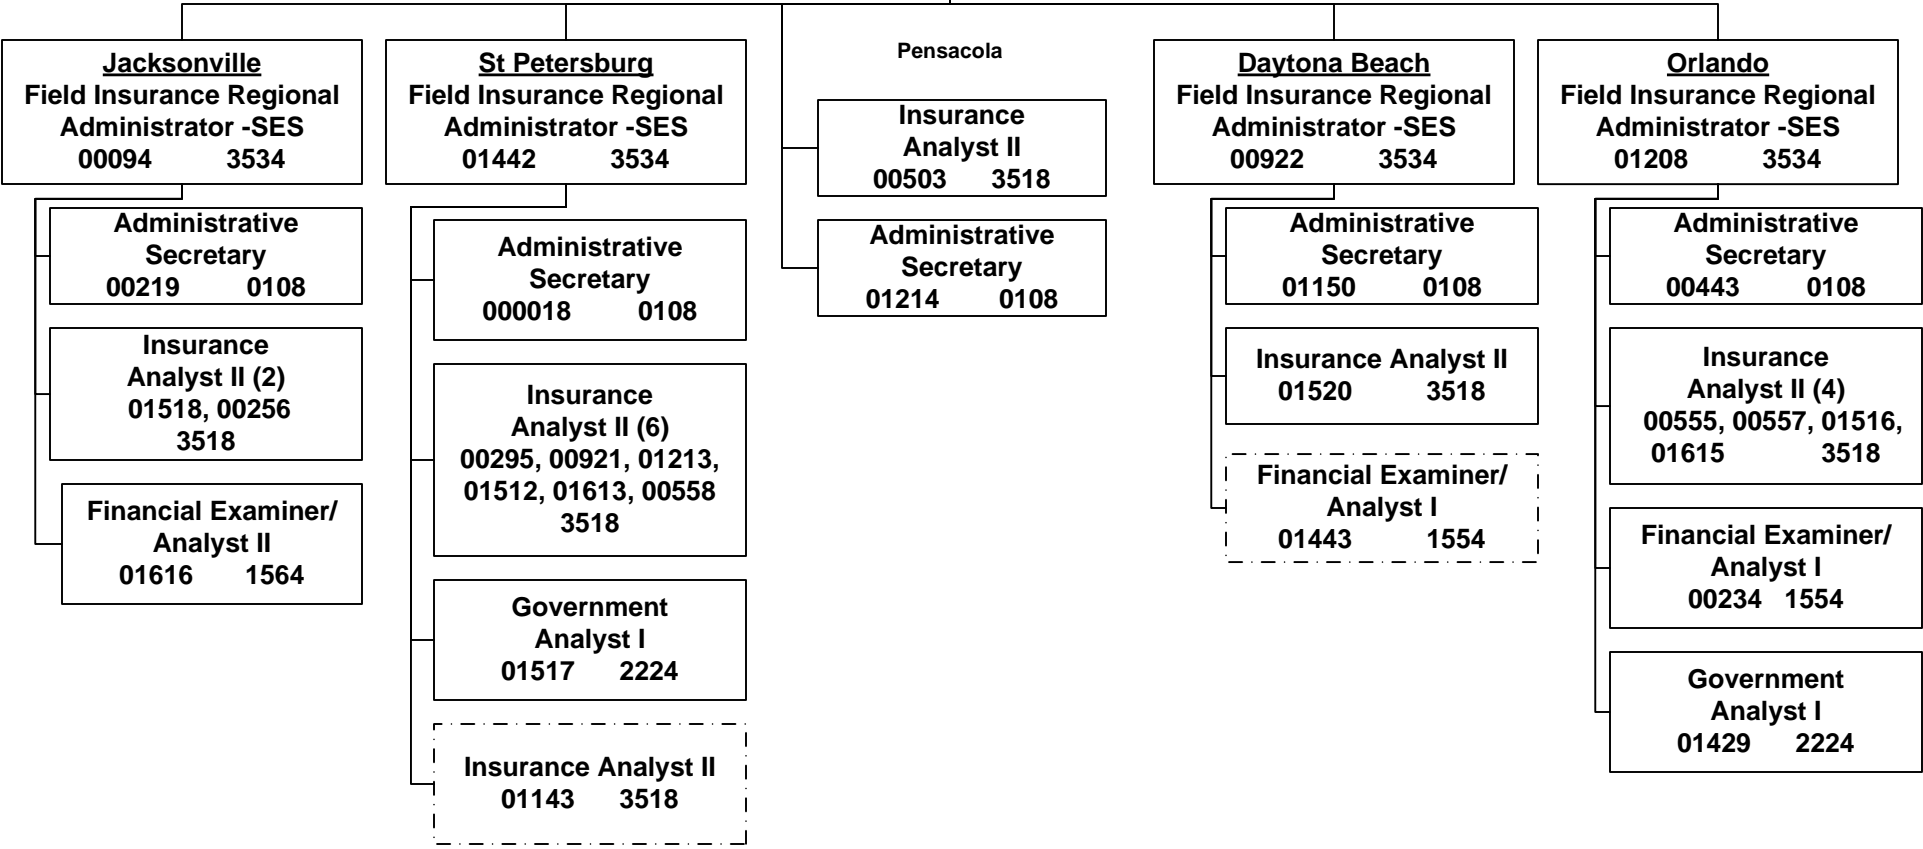 Jacksonville
Field Insurance Regional
Administrator -SES
00094 3534
Administrative
Secretary
00219 0108
Insurance
Analyst II (2)
01518, 00256
3518
Financial Examiner/
Analyst II
01616 1564
St Petersburg
Field Insurance Regional
Administrator -SES
01442 3534
Administrative
Secretary
000018 0108
Insurance
Analyst II (6)
00295, 00921, 01213,
01512, 01613, 00558
3518
Government
Analyst I
01517 2224
Insurance Analyst II
01143 3518
Pensacola
Insurance
Analyst II
00503 3518
Administrative
Secretary
01214 0108
Daytona Beach
Field Insurance Regional
Administrator -SES
00922 3534
Administrative
Secretary
01150 0108
Insurance Analyst II
01520 3518
Financial Examiner/
Analyst I
01443 1554
Orlando
Field Insurance Regional
Administrator -SES
01208 3534
Administrative
Secretary
00443 0108
Insurance
Analyst II (4)
00555, 00557, 01516,
01615 3518
Financial Examiner/
Analyst I
00234 1554
Government
Analyst I
01429 2224